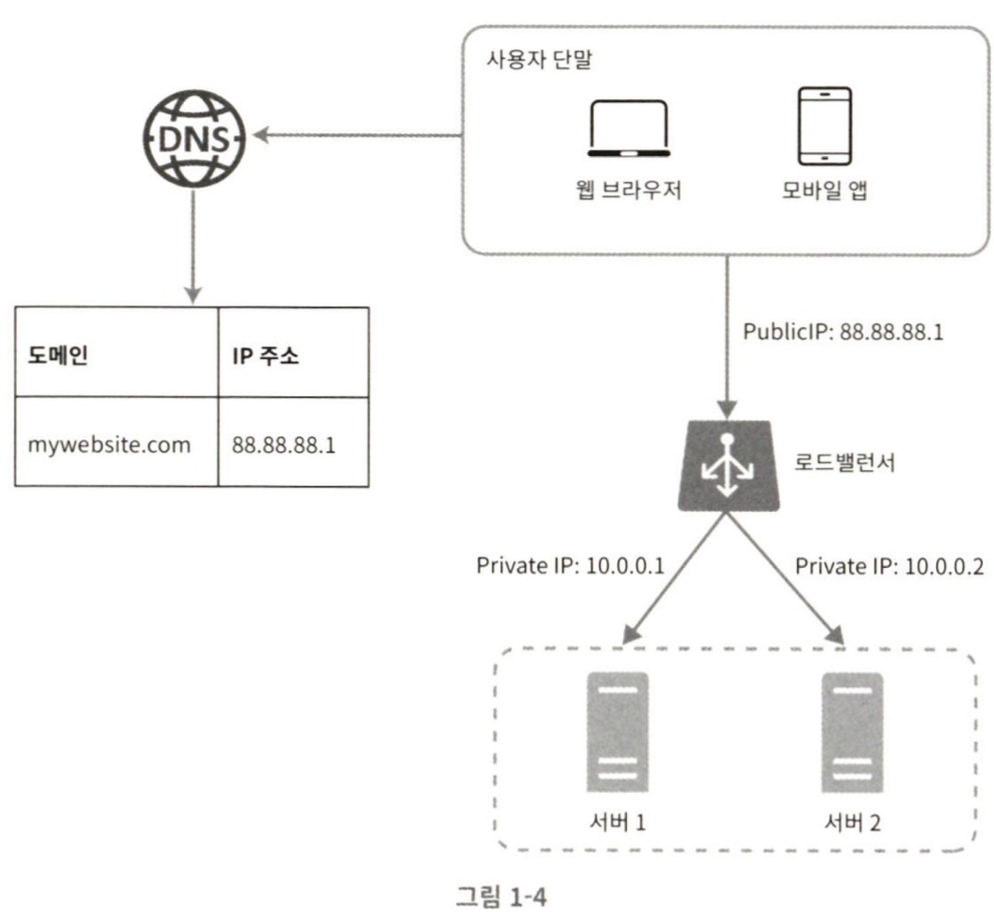 사용자 단말
DNS
웹 브라우저
모바일 앱
도메인
IP 주소
mywebsite.com
88.88.88.1
PublicIP: 88.88.88.1
로드밸런서
Private IP: 10.0.0.1
Private IP: 10.0.0.2
서버 1
서버 2
그림 1-4